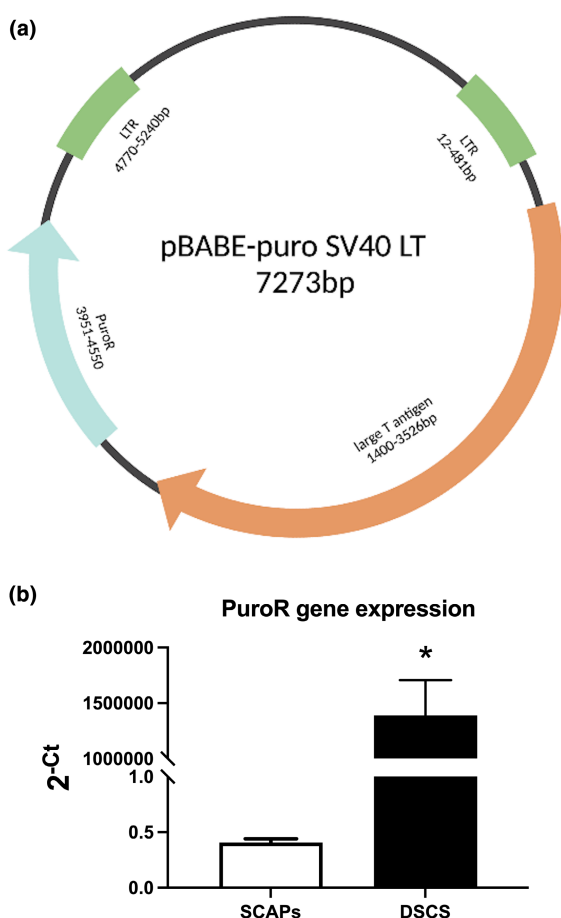 (a)
LTR
4770-5240bp
LTR
12-481bp
pBABE-puro SV40 LT
7273bp
PuroR
3951-4550
large T antigen
1400-3526bp
(b)
PuroR gene expression
2000000
*
1500000
1000000
1.0
2-Ct
0.5
0.0
SCAPs
DSCS